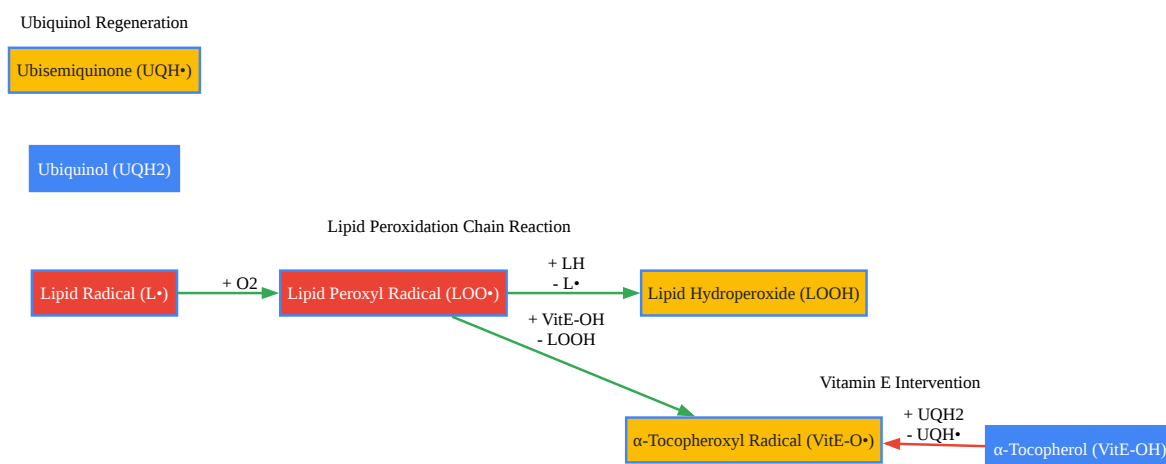 Ubiquinol Regeneration
Ubisemiquinone (UQH•)
Ubiquinol (UQH2)
Lipid Peroxidation Chain Reaction
Lipid Radical (L•)
+ O2
Lipid Peroxyl Radical (LOO•)
+ LH
- L•
Lipid Hydroperoxide (LOOH)
+ VitE-OH
- LOOH
Vitamin E Intervention
α-Tocopheroxyl Radical (VitE-O•)
+ UQH2
- UQH•
α-Tocopherol (VitE-OH)